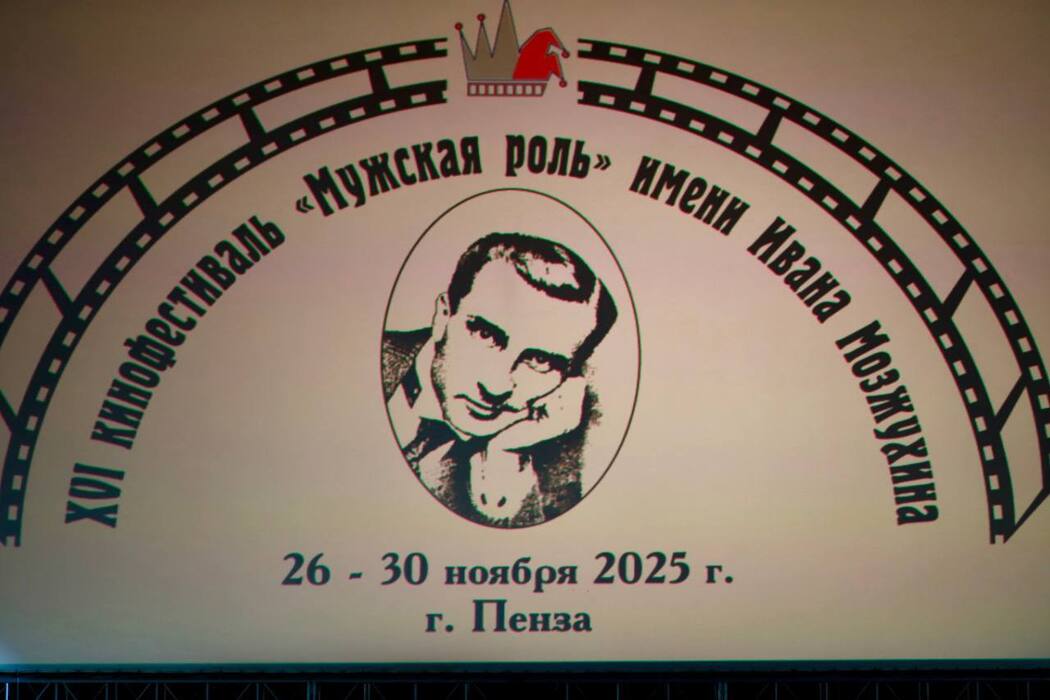 XVI кинофестиваль «Мужская роль» имени Ивана Мозжухина
26 - 30 ноября 2025 г.
г. Пенза